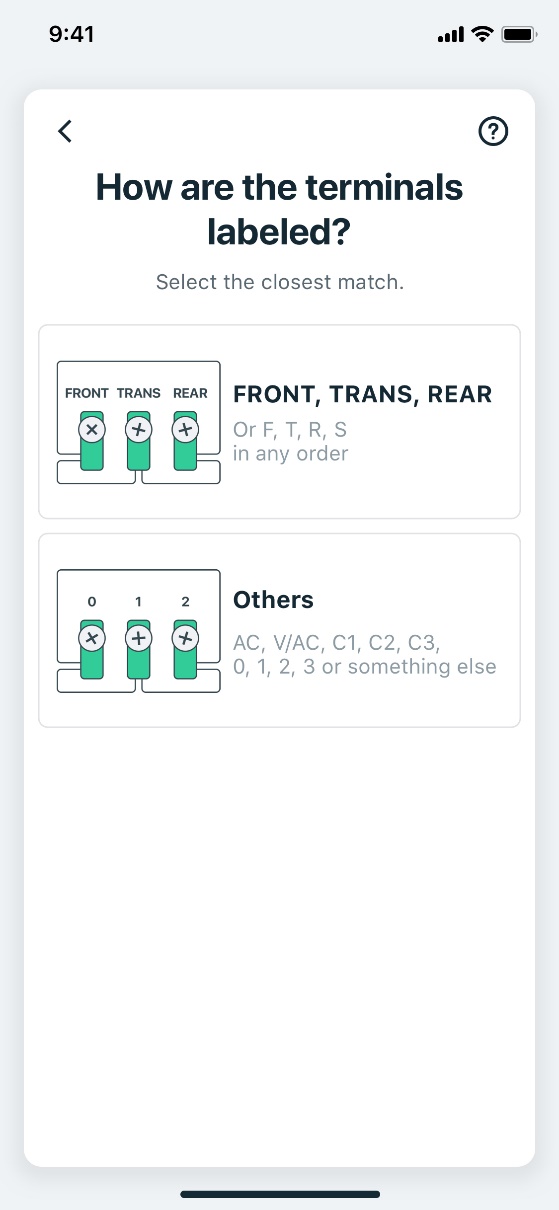 9:41
How are the terminals
labeled?
Select the closest match.
FRONT TRANS REAR
FRONT, TRANS, REAR
Or F, T, R, S
in any order
0 1 2
Others
AC, V/AC, C1, C2, C3,
0, 1, 2, 3 or something else